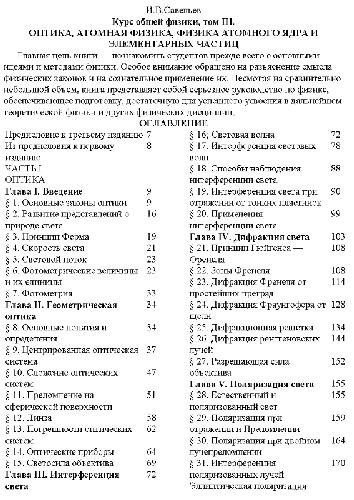 И.В.Савельев
Курс общей физики, том III.
ОПТИКА, АТОМНАЯ ФИЗИКА, ФИЗИКА АТОМНОГО ЯДРА И
ЭЛЕМЕНТАРНЫХ ЧАСТИЦ
Главная цель книги — познакомить студентов прежде всего с основными
идеями и методами физики. Особое внимание обращено на разъяснение смысла
физических законов и на сознательное применение их. Несмотря на сравнительно
небольшой объем, книга представляет собой серьезное руководство по физике,
обеспечивающее подготовку, достаточную для успешного усвоения в дальнейшем
теоретической физики и других физических дисциплин.
ОГЛАВЛЕНИЕ
Предисловие к третьему изданию 7
Из предисловия к первому 8
изданию
ЧАСТЬ I
ОПТИКА
Глава I. Введение 9
§ 1. Основные законы оптики 9
§ 2. Развитие представлений о 16
природе света
§ 3. Принцип Ферма 19
§ 4. Скорость света 21
§ 5. Световой поток 23
§ 6. Фотометрические величины 23
и их единицы
§ 7. Фотометрия 33
Глава II. Геометрическая 34
оптика
§ 8. Основные понятия и 34
определения
§ 9. Центрированная оптическая 37
система
§ 10. Сложение оптических 47
систем
§ 11. Преломление на 51
сферической поверхности
§ 12. Линза 58
§ 13. Погрешности оптических 62
систем
§ 14. Оптические приборы 64
§ 15. Светосила объектива 69
Глава III. Интерференция 72
света
§ 16. Световая волна 72
§ 17. Интерференция световых 78
волн
§ 18. Способы наблюдения 88
интерференции света
§ 19. Интерференция света при 90
отражении от тонких пластинок
§ 20. Применения 99
интерференции света
Глава IV. Дифракция света 103
§ 21. Принцип Гюйгенса — 108
Френеля
§ 22. Зоны Френеля 108
§ 23. Дифракция Френеля от 114
простейших преград
§ 24. Дифракция Фраунгофера от 128
щели
§ 25. Дифракционная решетка 134
§ 26. Дифракция рентгеновских 144
лучей
§ 27. Разрешающая сила 152
объектива
Глава V. Поляризация света 155
§ 28. Естественный и 155
поляризованный свет
§ 29. Поляризация при 159
отражении и Преломлении
§ 30. Поляризация при двойном 164
лучепреломлении
§ 31. Интерференция 170
поляризованных лучей.
Эллиптическая поляризация